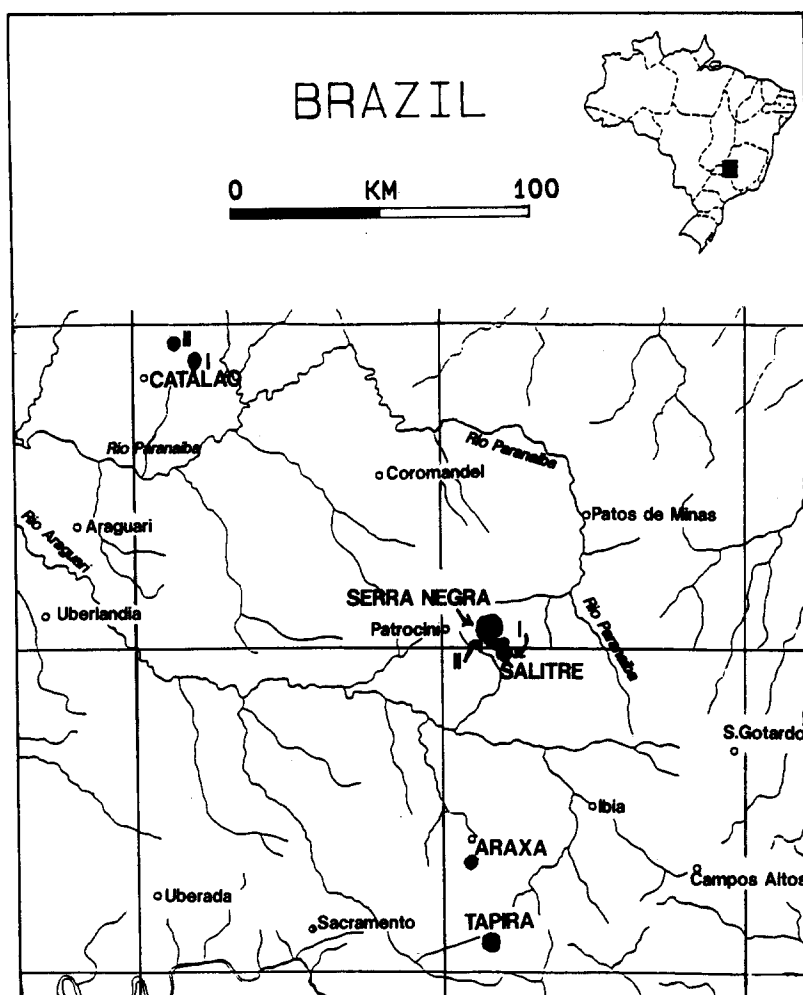 BRAZIL
0 KM 100
II
I
CATALAO
Rio Paranaiba
Rio Paranaiba
Coromandel
Patos de Minas
Araguari
Rio Araguari
Uberlandia
SERRA NEGRA
Patrocini
I
II
SALITRE
Rio Paranaiba
S.Gotardo
Ibia
ARAXA
Campos Altos
Uberada
Sacramento
TAPIRA